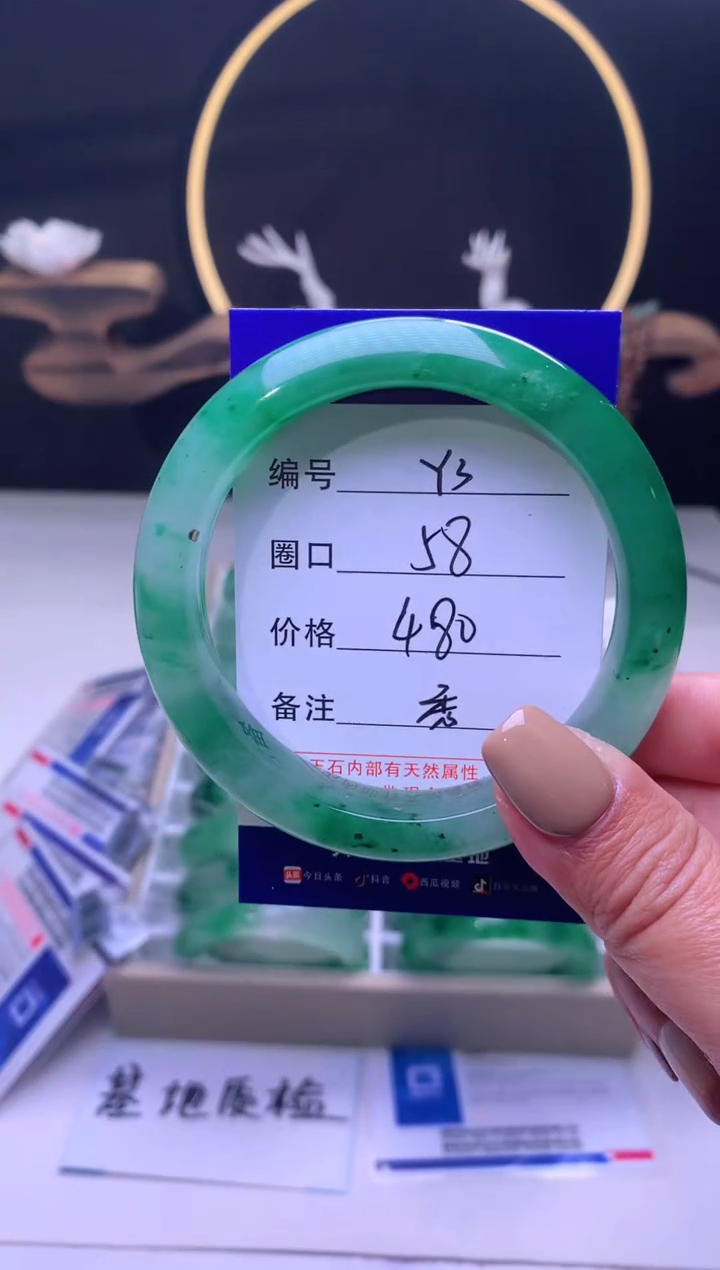 编号 Y3
圈口 58
价格 480
备注
玉石内部有天然属性
今日头条 抖音 西瓜视频
基地质检